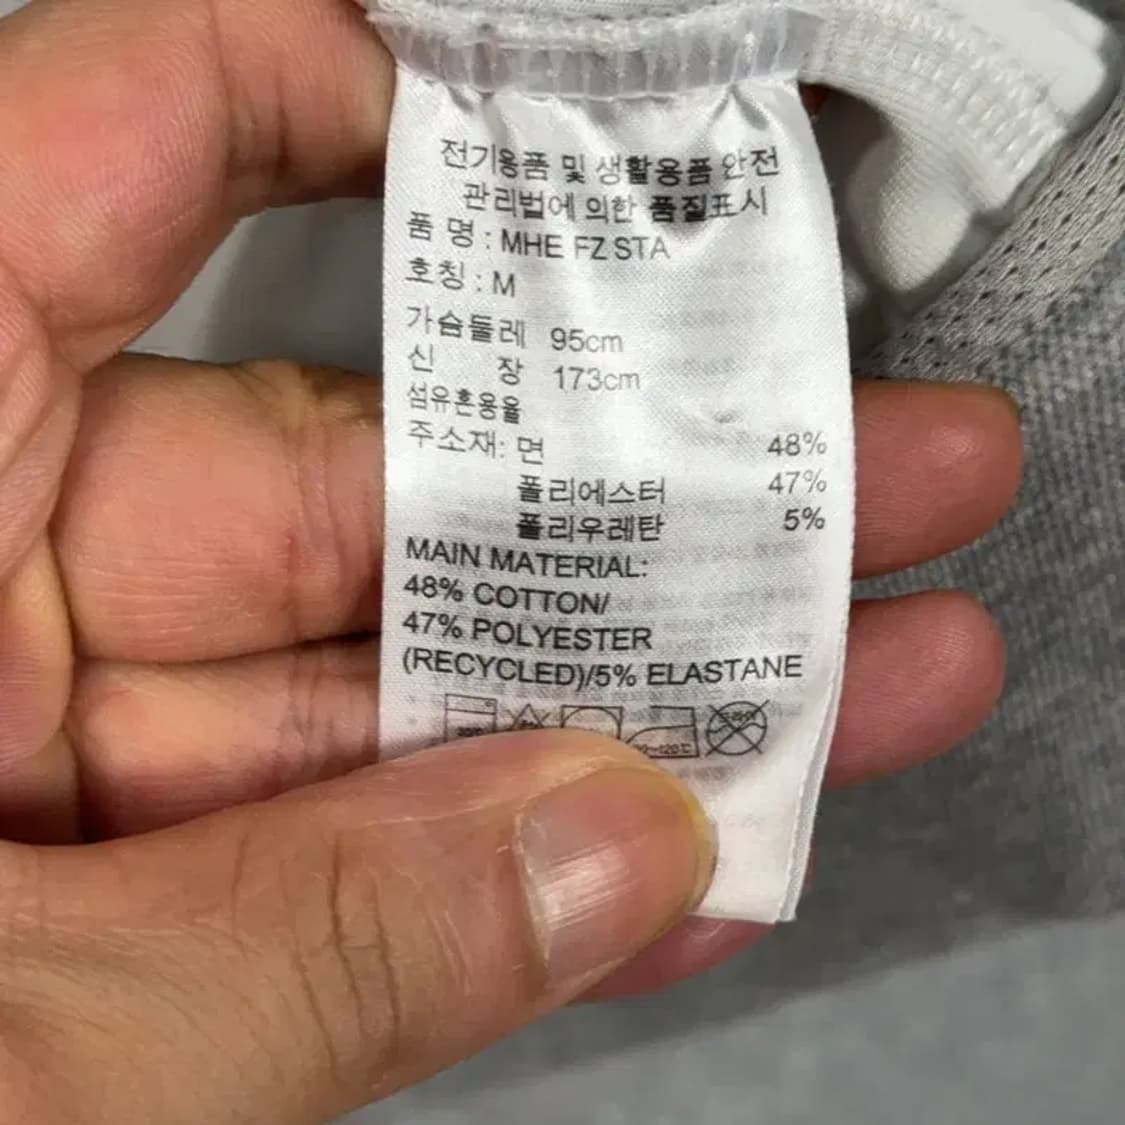 전기용품 및 생활용품 안전
관리법에 의한 품질표시
품 명 : MHE FZ STA
호칭 : M
가슴둘레 95cm
신 장 173cm
섬유혼용율
주소재: 면 48%
폴리에스터 47%
폴리우레탄 5%
MAIN MATERIAL:
48% COTTON/
47% POLYESTER
(RECYCLED)/5% ELASTANE
드라이